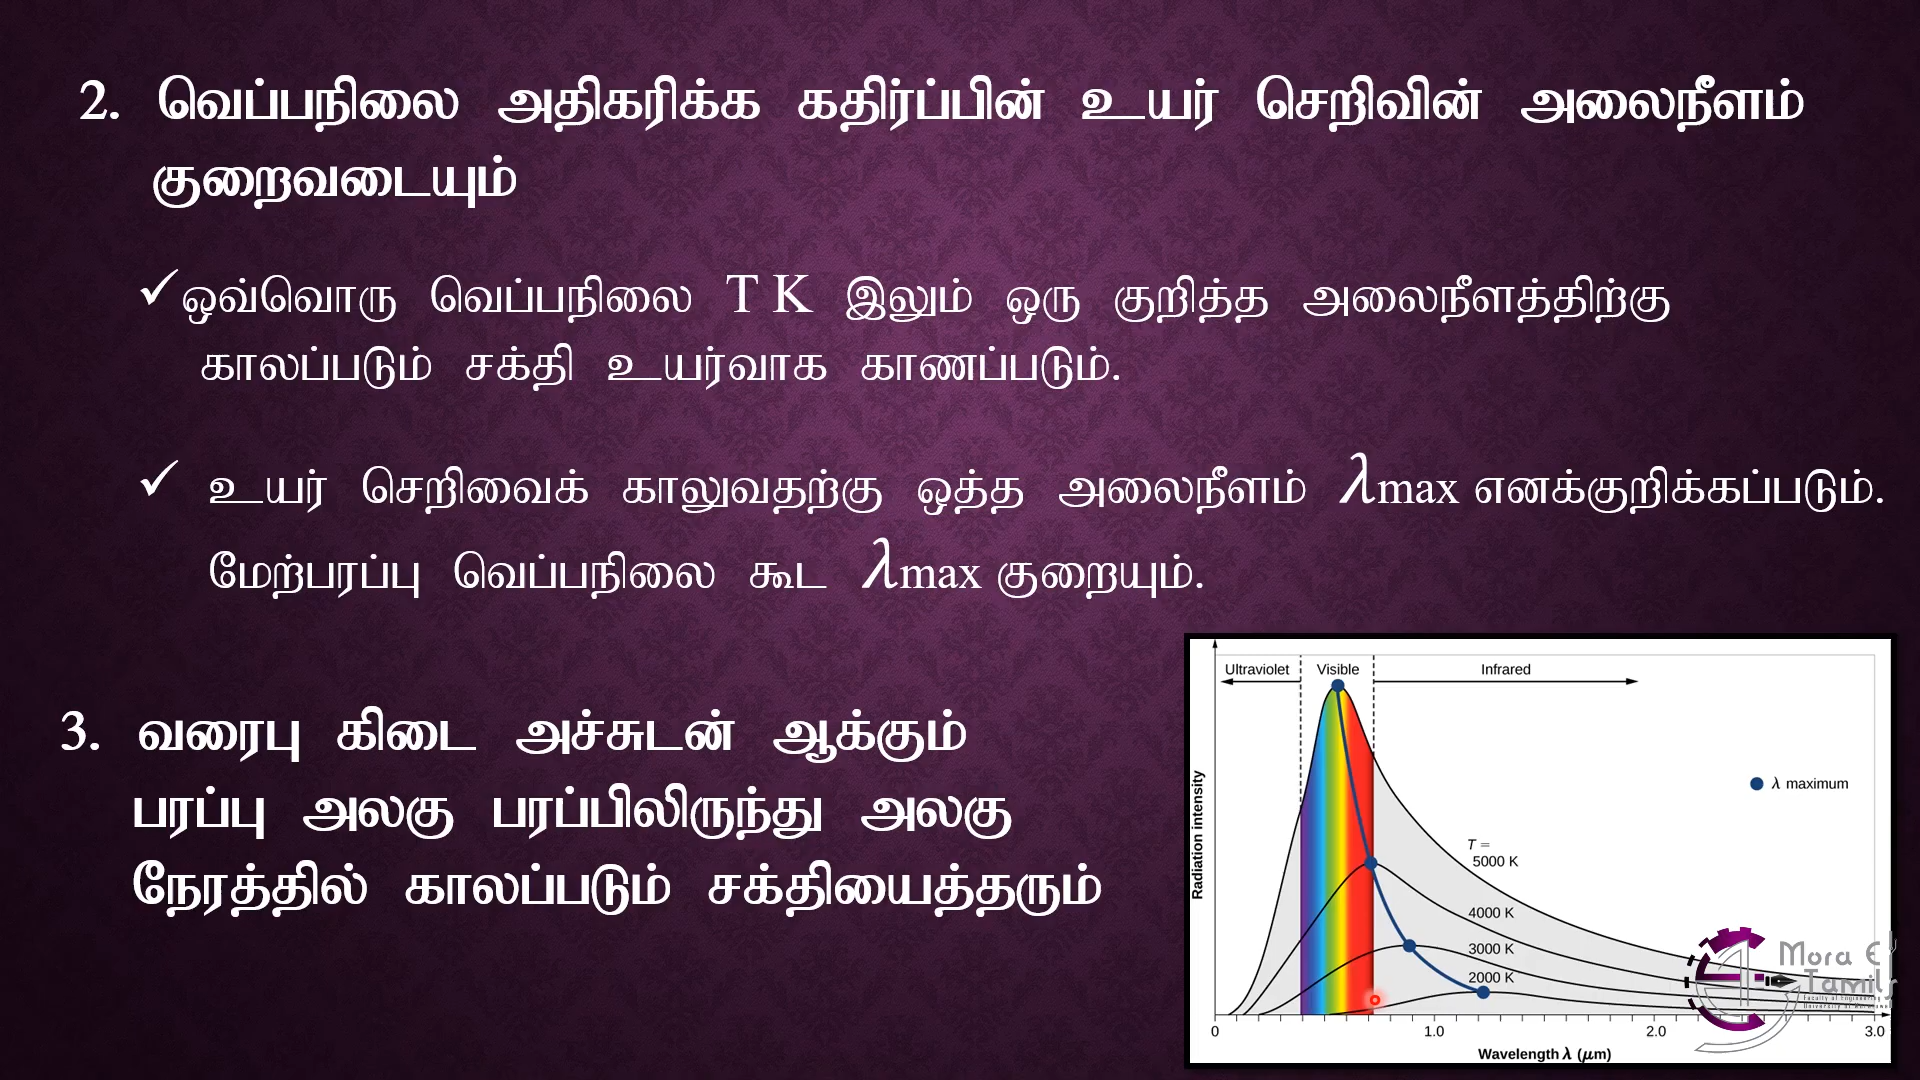 2. வெப்பநிலை அதிகரிக்க கதிர்ப்பின் உயர் செறிவின் அலைநீளம்
குறைவடையும்
✓ஒவ்வொரு வெப்பநிலை T K இலும் ஒரு குறித்த அலைநீளத்திற்கு
காலப்படும் சக்தி உயர்வாக காணப்படும்.
✓ உயர் செறிவைக் காலுவதற்கு ஒத்த அலைநீளம் λmax எனக்குறிக்கப்படும்.
மேற்பரப்பு வெப்பநிலை கூட λmax குறையும்.
3. வரைபு கிடை அச்சுடன் ஆக்கும்
பரப்பு அலகு பரப்பிலிருந்து அலகு
நேரத்தில் காலப்படும் சக்தியைத்தரும்
Ultraviolet Visible Infrared
λ maximum
Radiation intensity
T =
5000 K
4000 K
3000 K
2000 K
Mora E
Tamils
0 1.0 2.0 3.0
Wavelength λ (μm)